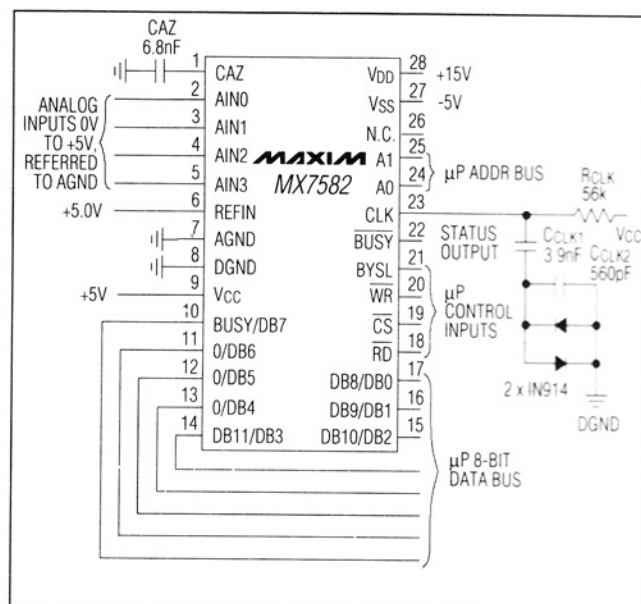 CAZ
6.8nF
1 CAZ
2 AIN0
3 AIN1
4 AIN2
5 AIN3
6 REFIN
7 AGND
8 DGND
9 VCC
10 BUSY/DB7
11 0/DB6
12 0/DB5
13 0/DB4
14 DB11/DB3
ANALOG
INPUTS 0V
TO +5V,
REFERRED
TO AGND
+5.0V
+5V
MAXIM
MX7582
VDD 28 +15V
VSS 27 -5V
N.C. 26
A1 25
A0 24
CLK 23
BUSY 22
BYSL 21
WR 20
CS 19
RD 18
DB8/DB0 17
DB9/DB1 16
DB10/DB2 15
µP ADDR BUS
STATUS
OUTPUT
µP
CONTROL
INPUTS
µP 8-BIT
DATA BUS
RCLK
56k
VCC
CCLK1
3.9nF
CCLK2
560pF
2 x IN914
DGND